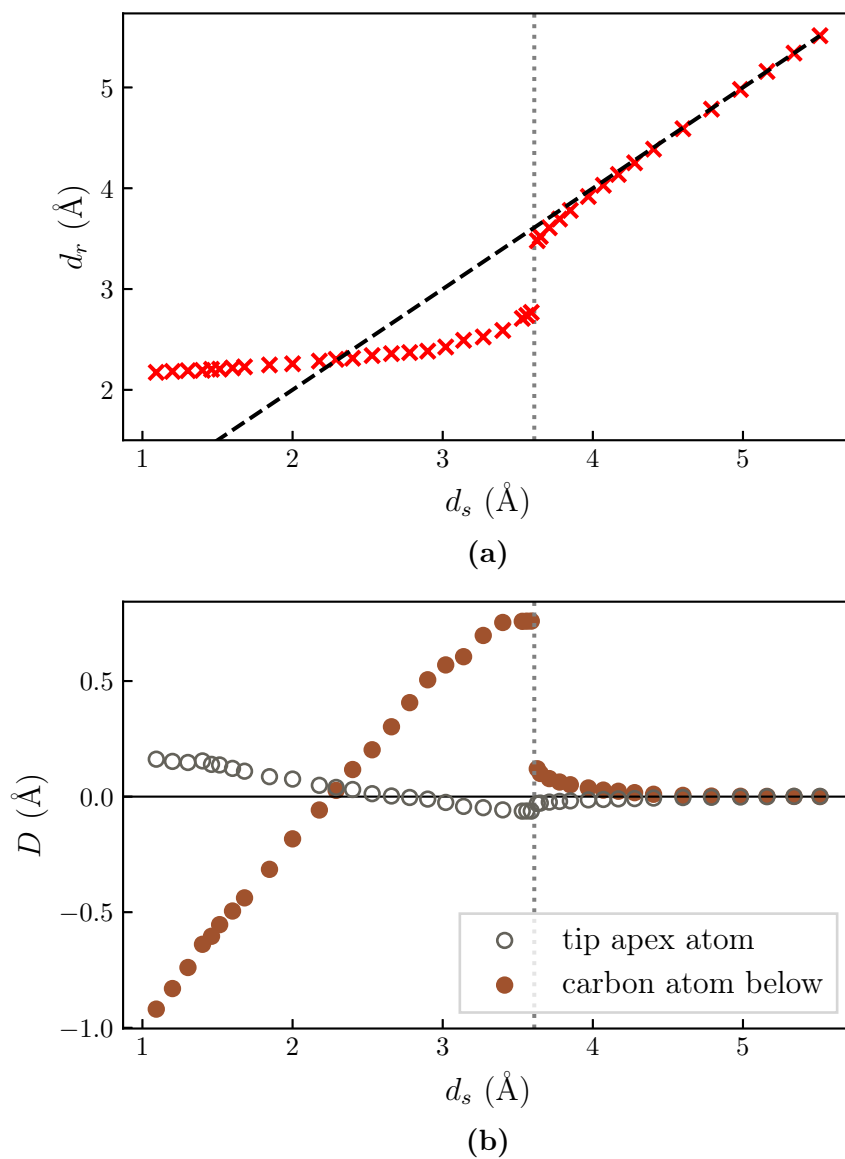 5
4
3
2
d_r (Å)
1 2 3 4 5
d_s (Å)
(a)
0.5
0.0
−0.5
−1.0
D (Å)
tip apex atom
carbon atom below
1 2 3 4 5
d_s (Å)
(b)